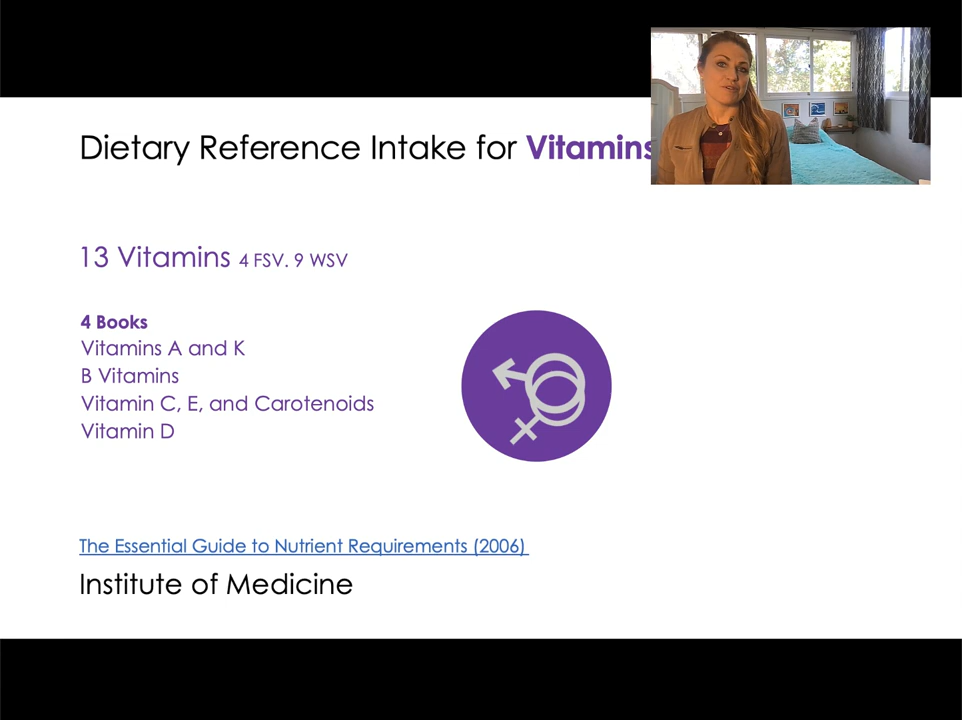 Dietary Reference Intake for Vitamins
13 Vitamins 4 FSV. 9 WSV
4 Books
Vitamins A and K
B Vitamins
Vitamin C, E, and Carotenoids
Vitamin D
The Essential Guide to Nutrient Requirements (2006)
Institute of Medicine